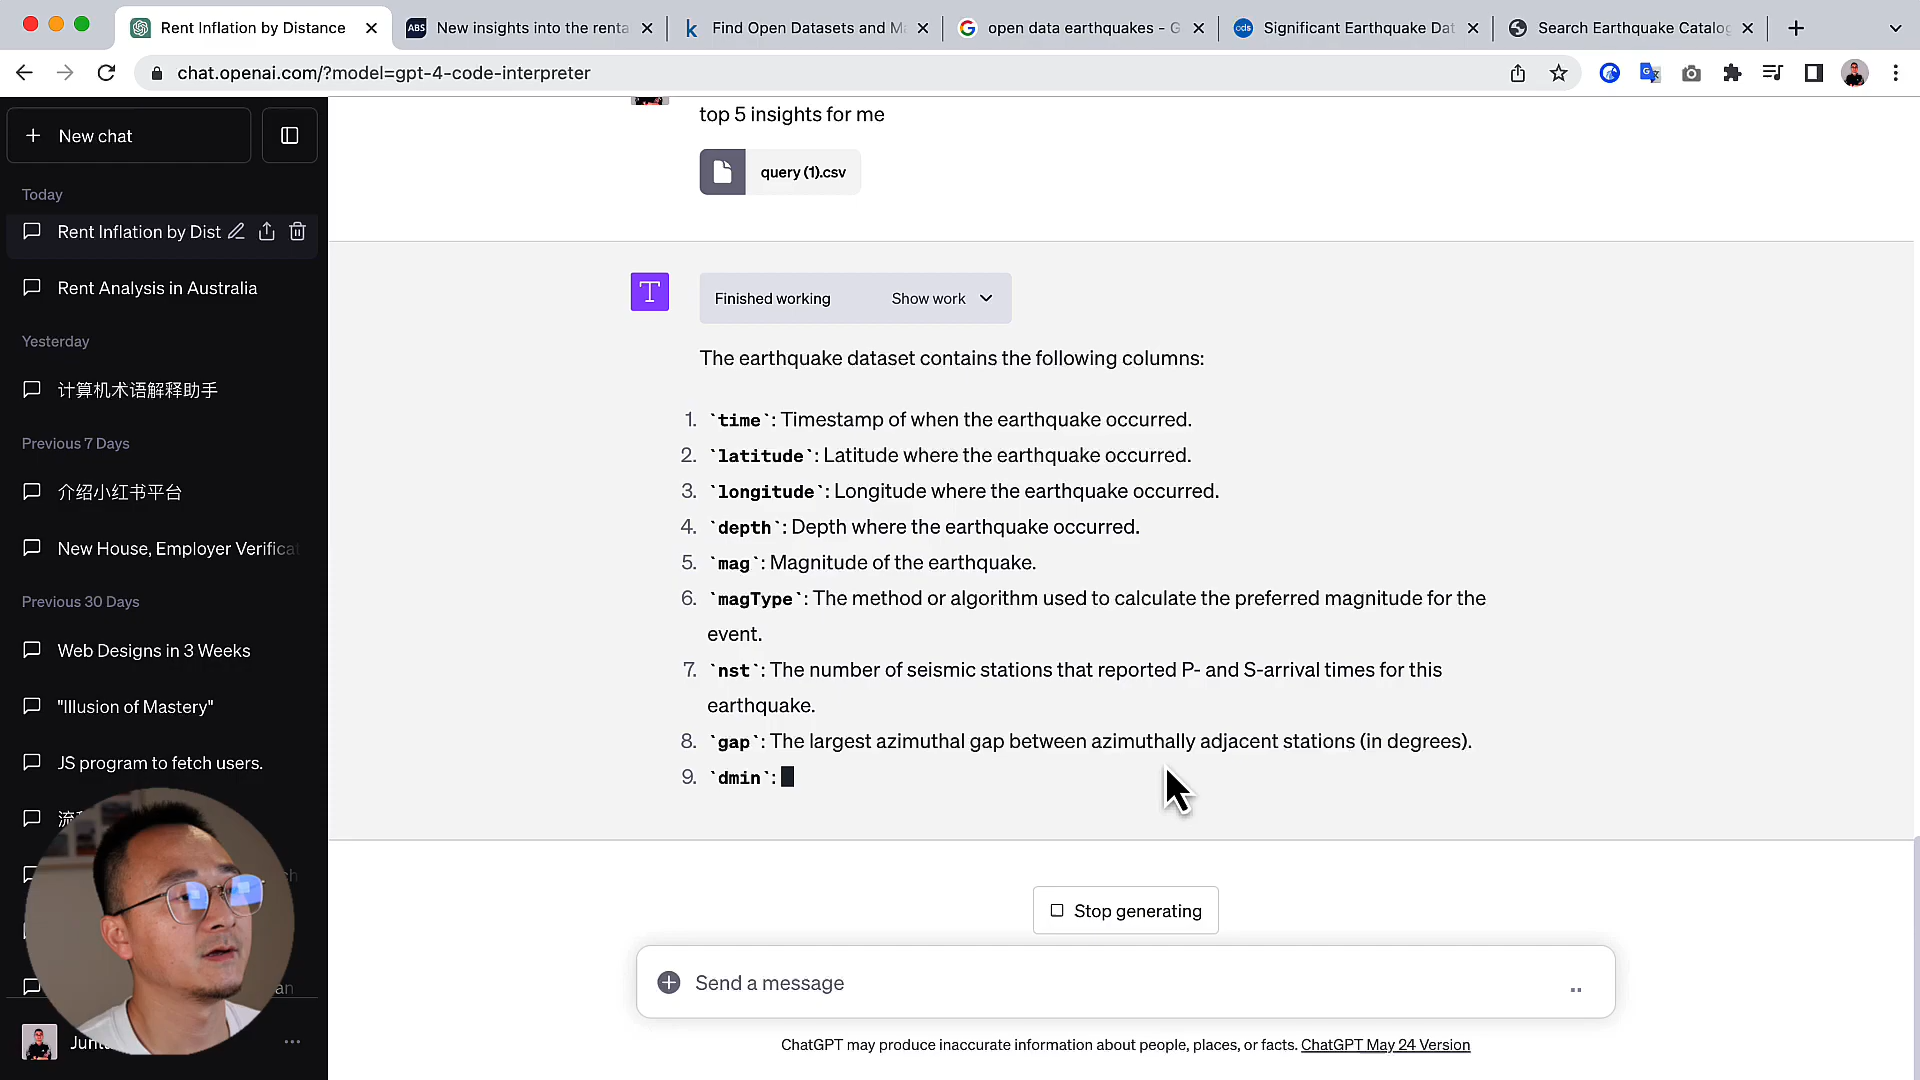 Rent Inflation by Distance
ABS
New insights into the renta
k
Find Open Datasets and M
open data earthquakes - G
ods
Significant Earthquake Dat
Search Earthquake Catalog
chat.openai.com/?model=gpt-4-code-interpreter
New chat
Today
Rent Inflation by Dist
Rent Analysis in Australia
Yesterday
计算机术语解释助手
Previous 7 Days
介绍小红书平台
New House, Employer Verificat
Previous 30 Days
Web Designs in 3 Weeks
"Illusion of Mastery"
JS program to fetch users.
ch
an
top 5 insights for me
query (1).csv
T
Finished working Show work
The earthquake dataset contains the following columns:
1. `time`: Timestamp of when the earthquake occurred.
2. `latitude`: Latitude where the earthquake occurred.
3. `longitude`: Longitude where the earthquake occurred.
4. `depth`: Depth where the earthquake occurred.
5. `mag`: Magnitude of the earthquake.
6. `magType`: The method or algorithm used to calculate the preferred magnitude for the
event.
7. `nst`: The number of seismic stations that reported P- and S-arrival times for this
earthquake.
8. `gap`: The largest azimuthal gap between azimuthally adjacent stations (in degrees).
9. `dmin`:
Stop generating
Send a message
ChatGPT may produce inaccurate information about people, places, or facts. ChatGPT May 24 Version